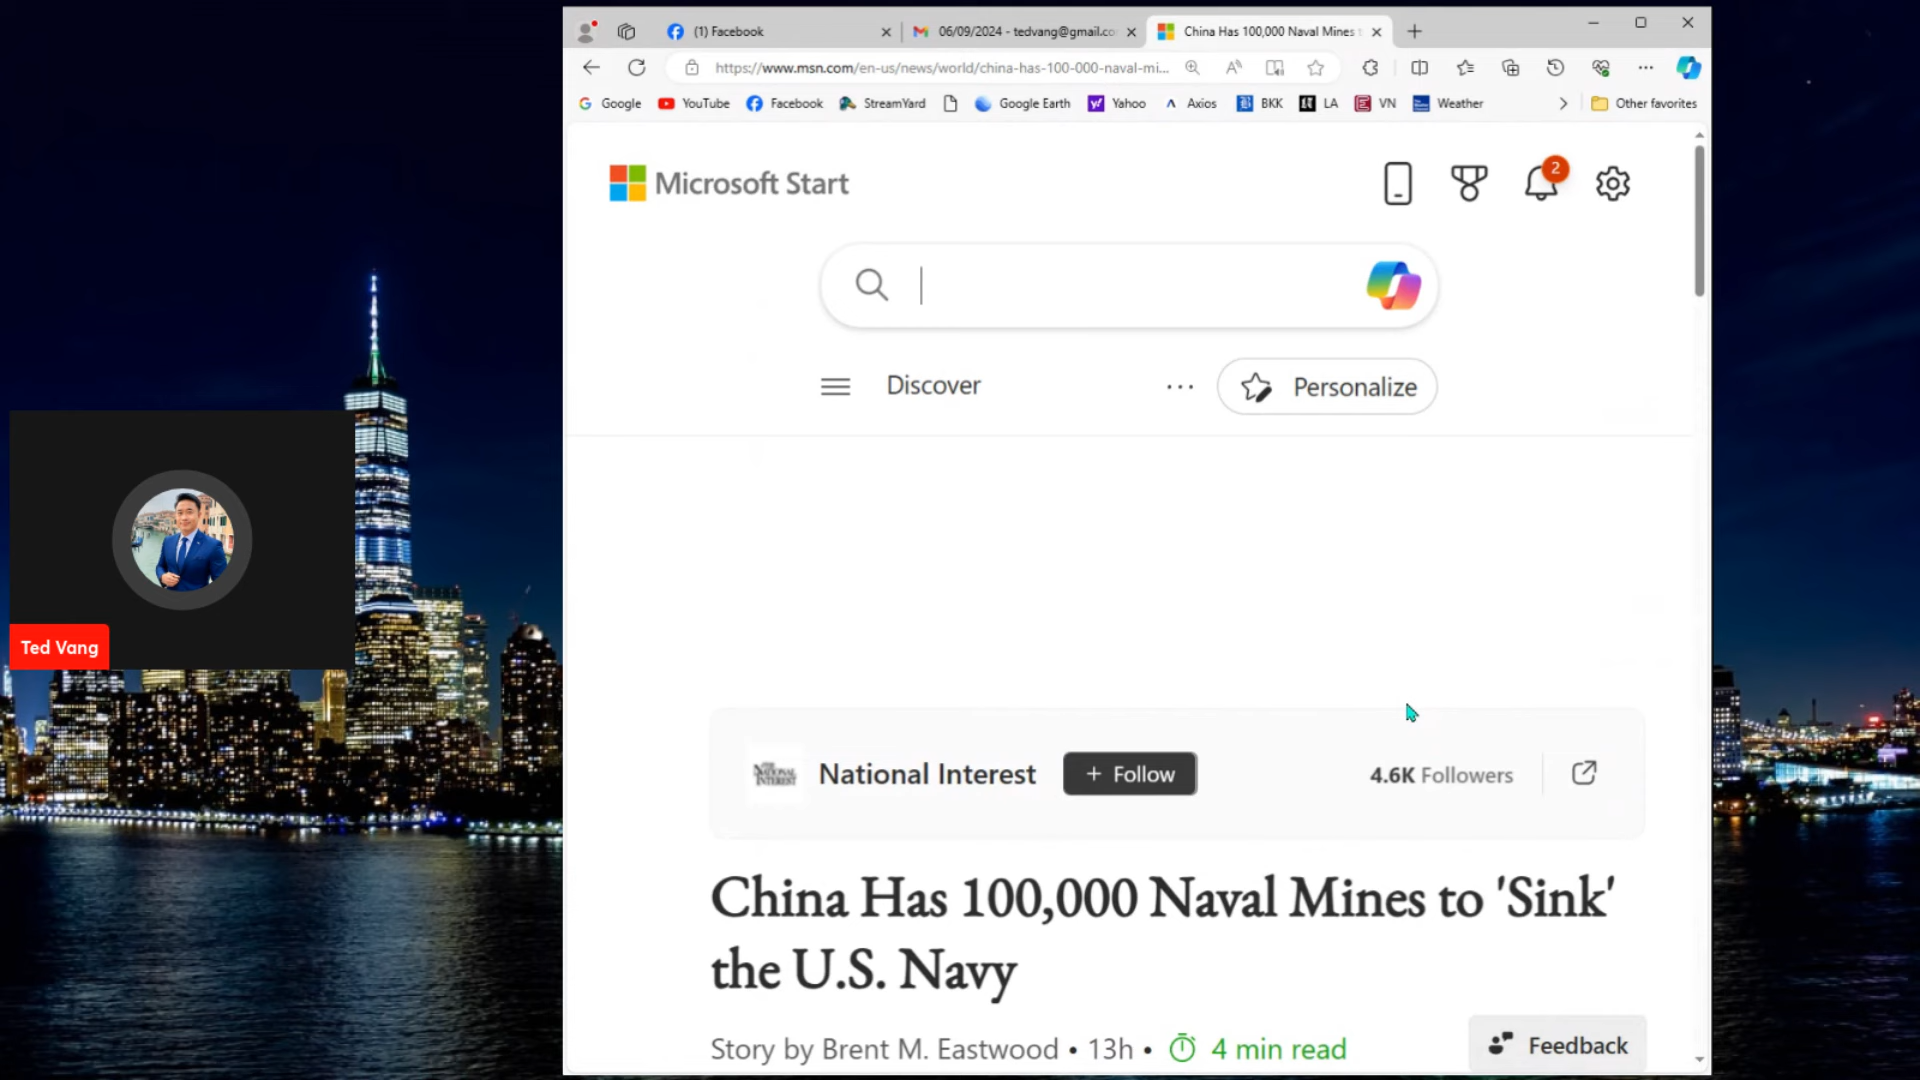 (1) Facebook
06/09/2024 - tedvang@gmail.co
China Has 100,000 Naval Mines t
https://www.msn.com/en-us/news/world/china-has-100-000-naval-mi...
Google YouTube Facebook StreamYard Google Earth Yahoo Axios BKK LA VN Weather Other favorites
Microsoft Start
2
Discover
Personalize
Ted Vang
THE NATIONAL INTEREST
National Interest
+ Follow
4.6K Followers
China Has 100,000 Naval Mines to 'Sink'
the U.S. Navy
Story by Brent M. Eastwood • 13h • 4 min read
Feedback